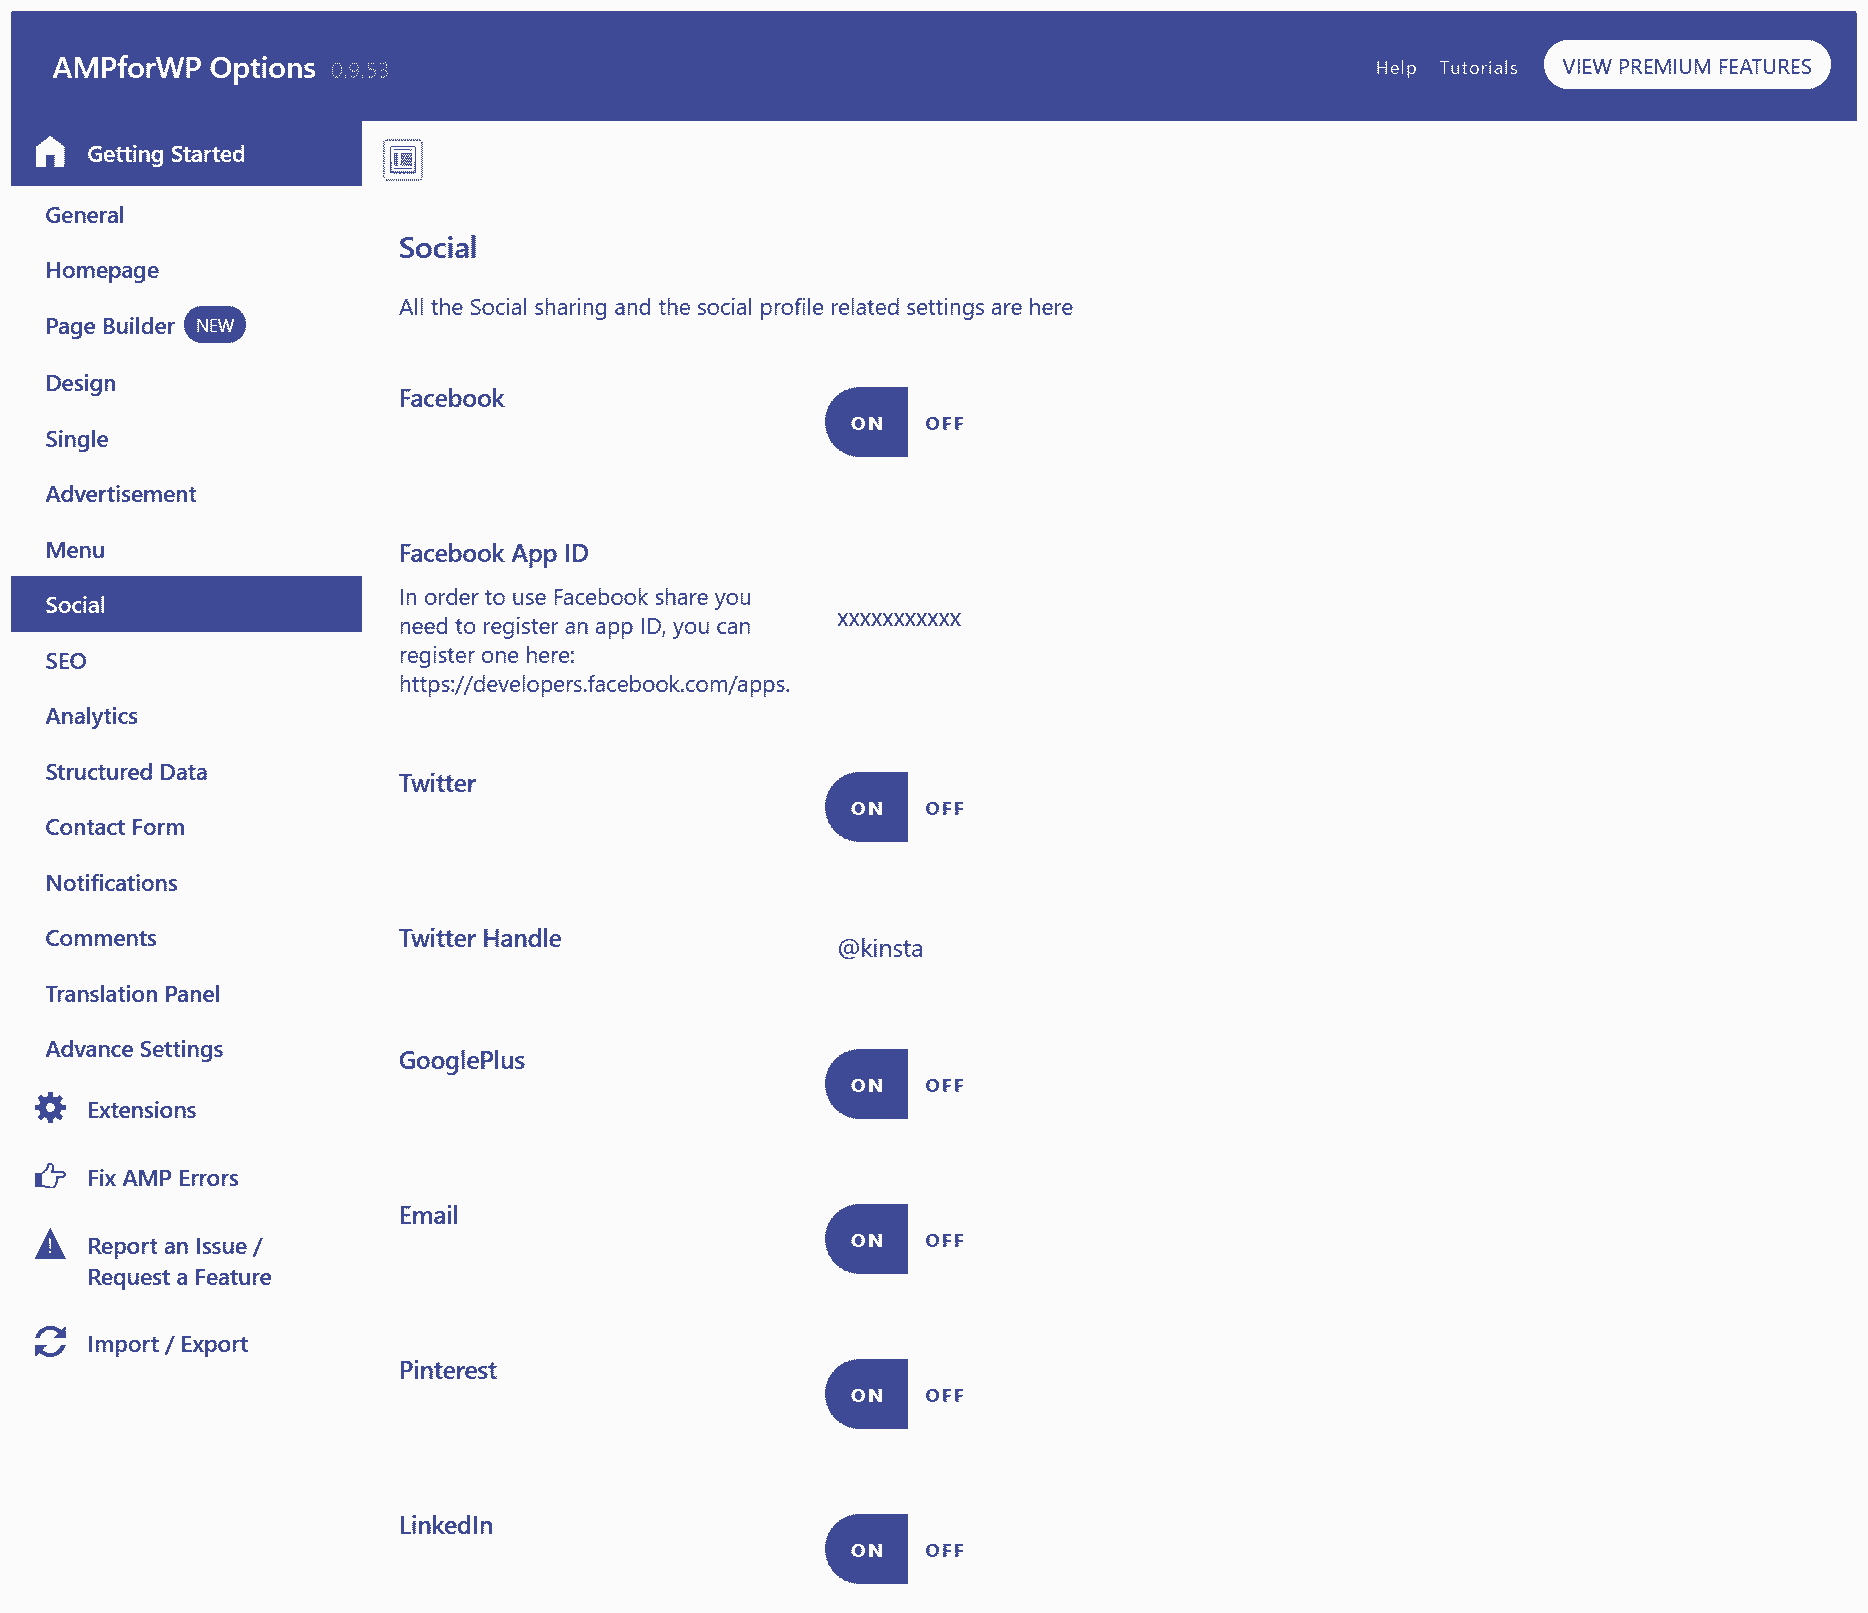 AMPforWP Options 0.9.53
Help Tutorials VIEW PREMIUM FEATURES
Getting Started
General
Homepage
Page Builder NEW
Design
Single
Advertisement
Menu
Social
SEO
Analytics
Structured Data
Contact Form
Notifications
Comments
Translation Panel
Advance Settings
Extensions
Fix AMP Errors
Report an Issue /
Request a Feature
Import / Export
Social
All the Social sharing and the social profile related settings are here
Facebook
ON OFF
Facebook App ID
In order to use Facebook share you
need to register an app ID, you can
register one here:
https://developers.facebook.com/apps.
xxxxxxxxxxx
Twitter
ON OFF
Twitter Handle
@kinsta
GooglePlus
ON OFF
Email
ON OFF
Pinterest
ON OFF
LinkedIn
ON OFF